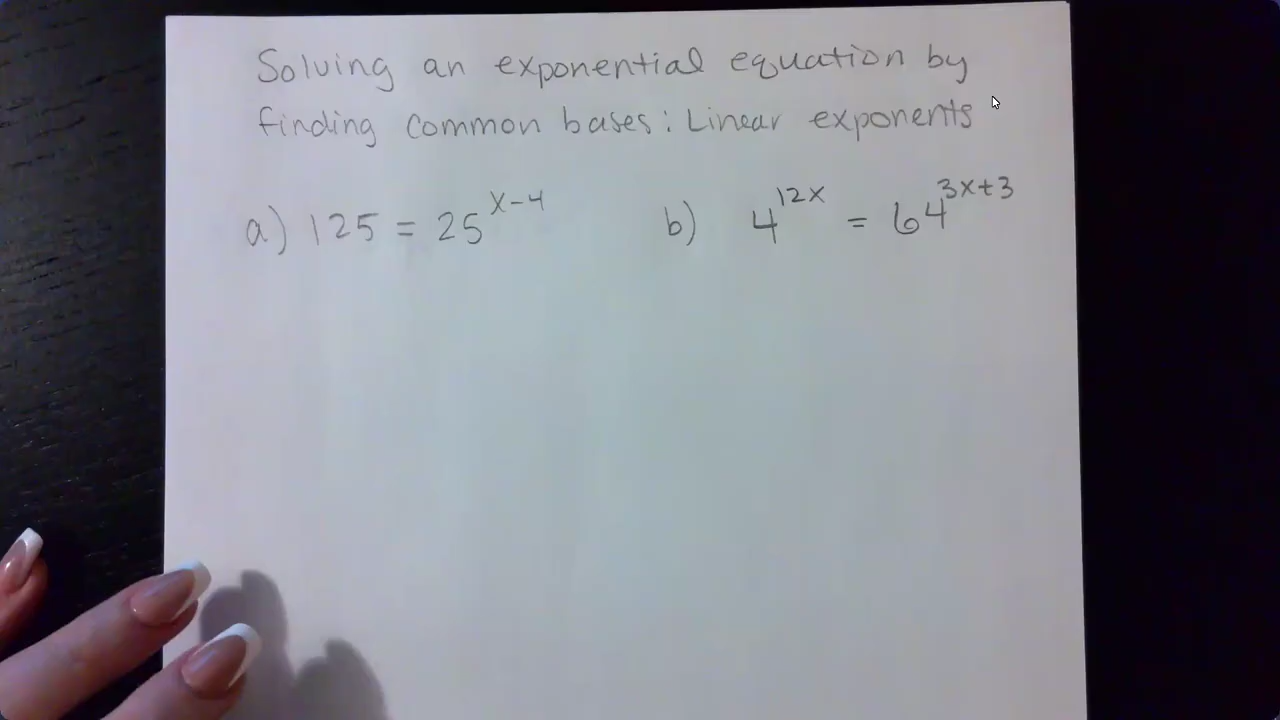 Solving an exponential equation by
finding common bases: Linear exponents
a) 125 = 25^{x-4} b) 4^{12x} = 64^{3x+3}